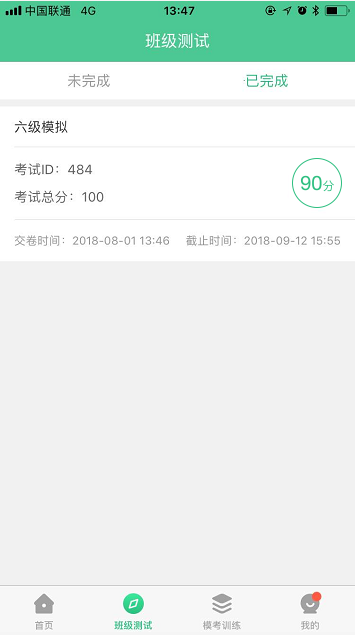 中国联通 4G 13:47
班级测试
未完成 已完成
六级模拟
考试ID：484
考试总分：100
90分
交卷时间：2018-08-01 13:46 截止时间：2018-09-12 15:55
首页 班级测试 模考训练 我的